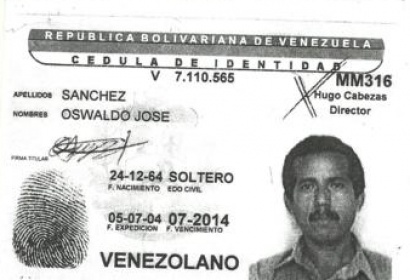 REPUBLICA BOLIVARIANA DE VENEZUELA
CEDULA DE IDENTIDAD
V 7.110.565
MM316
Hugo Cabezas
Director
APELLIDOS SANCHEZ
NOMBRES OSWALDO JOSE
FIRMA TITULAR
24-12-64 SOLTERO
F. NACIMIENTO EDO CIVIL
05-07-04 07-2014
F. EXPEDICION F. VENCIMIENTO
VENEZOLANO